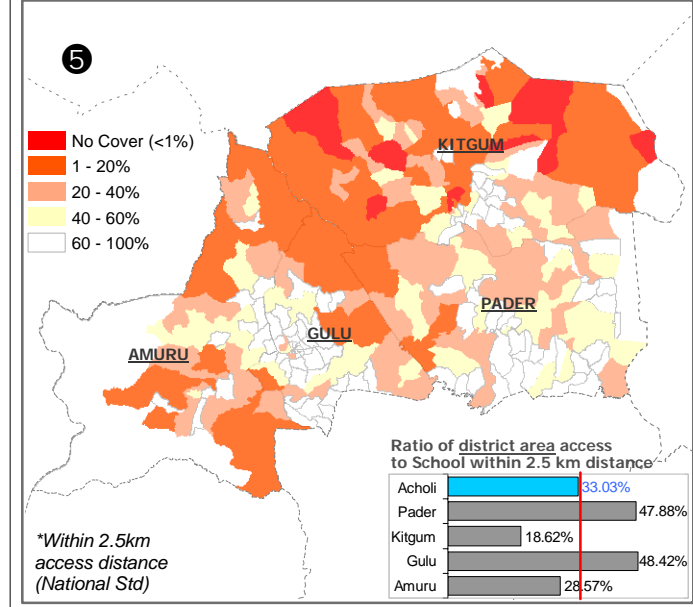 5
No Cover (<1%)
1 - 20%
20 - 40%
40 - 60%
60 - 100%
KITGUM
PADER
GULU
AMURU
Ratio of district area access
to School within 2.5 km distance
Acholi 33.03%
Pader 47.88%
Kitgum 18.62%
Gulu 48.42%
Amuru 28.57%
*Within 2.5km
access distance
(National Std)